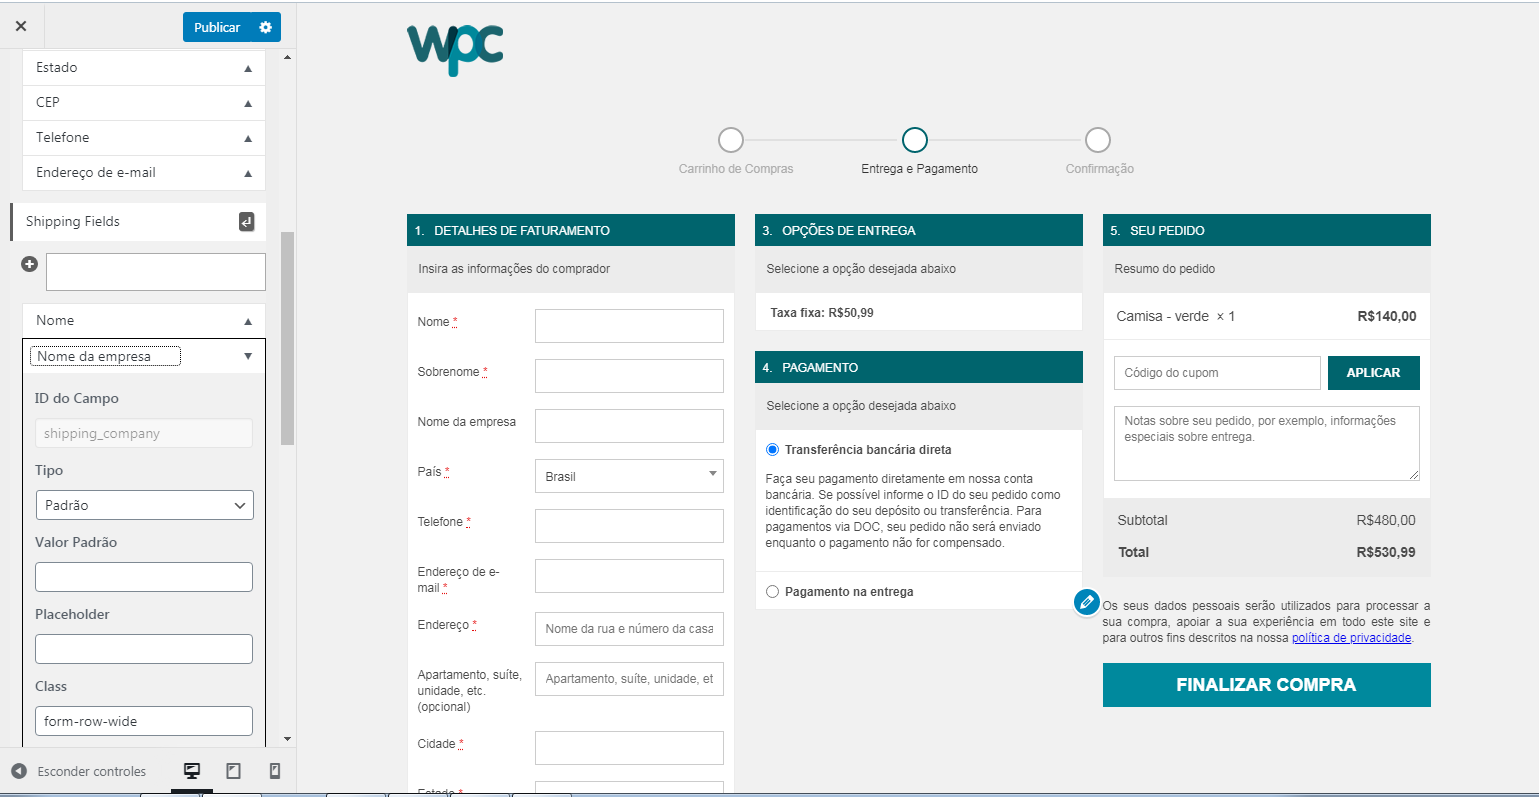 Publicar
Estado
CEP
Telefone
Endereço de e-mail
Shipping Fields
Nome
Nome da empresa
ID do Campo
shipping_company
Tipo
Padrão
Valor Padrão
Placeholder
Class
form-row-wide
Esconder controles
wpc
Carrinho de Compras
Entrega e Pagamento
Confirmação
1. DETALHES DE FATURAMENTO
Insira as informações do comprador
Nome *
Sobrenome *
Nome da empresa
País *
Brasil
Telefone *
Endereço de e-
mail *
Endereço *
Nome da rua e número da casa
Apartamento, suíte,
unidade, etc.
(opcional)
Apartamento, suíte, unidade, et
Cidade *
Estado *
3. OPÇÕES DE ENTREGA
Selecione a opção desejada abaixo
Taxa fixa: R$50,99
4. PAGAMENTO
Selecione a opção desejada abaixo
Transferência bancária direta
Faça seu pagamento diretamente em nossa conta
bancária. Se possível informe o ID do seu pedido como
identificação do seu depósito ou transferência. Para
pagamentos via DOC, seu pedido não será enviado
enquanto o pagamento não for compensado.
Pagamento na entrega
5. SEU PEDIDO
Resumo do pedido
Camisa - verde × 1 R$140,00
Código do cupom
APLICAR
Notas sobre seu pedido, por exemplo, informações
especiais sobre entrega.
Subtotal R$480,00
Total R$530,99
Os seus dados pessoais serão utilizados para processar a
sua compra, apoiar a sua experiência em todo este site e
para outros fins descritos na nossa política de privacidade.
FINALIZAR COMPRA